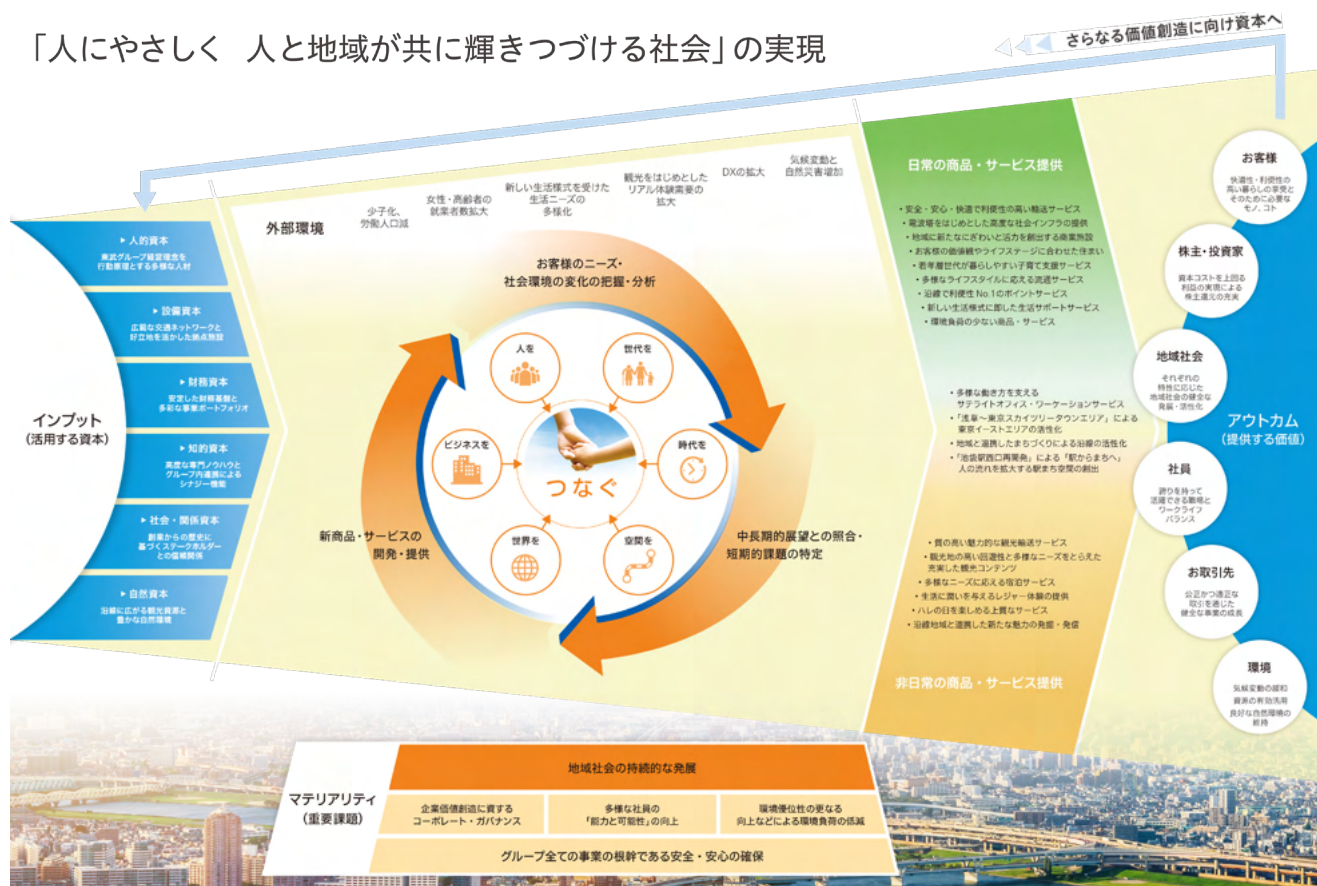 「人にやさしく 人と地域が共に輝きつづける社会」の実現
さらなる価値創造に向け資本へ
インプット
(活用する資本)
▶人的資本
東武グループ経営理念を
行動原理とする多様な人材
▶設備資本
広範な交通ネットワークと
好立地を活かした拠点施設
▶財務資本
安定した財務基盤と
多彩な事業ポートフォリオ
▶知的資本
高度な専門ノウハウと
グループ内連携による
シナジー機能
▶社会・関係資本
創業からの歴史に
基づくステークホルダー
との信頼関係
▶自然資本
沿線に広がる観光資源と
豊かな自然環境
外部環境
少子化、
労働人口減
女性・高齢者の
就業者数拡大
新しい生活様式を受けた
生活ニーズの
多様化
観光をはじめとした
リアル体験需要の
拡大
DXの拡大
気候変動と
自然災害増加
お客様のニーズ・
社会環境の変化の把握・分析
中長期的展望との照合・
短期的課題の特定
新商品・サービスの
開発・提供
人を
世代を
ビジネスを
時代を
世界を
空間を
つなぐ
日常の商品・サービス提供
・安全・安心・快適で利便性の高い輸送サービス
・電波塔をはじめとした高度な社会インフラの提供
・地域に新たなにぎわいと活力を創出する商業施設
・お客様の価値観やライフステージに合わせた住まい
・若年層世代が暮らしやすい子育て支援サービス
・多様なライフスタイルに応える流通サービス
・沿線で利便性No.1のポイントサービス
・新しい生活様式に即した生活サポートサービス
・環境負荷の少ない商品・サービス
・多様な働き方を支える
サテライトオフィス・ワーケーションサービス
・「浅草〜東京スカイツリータウンエリア」による
東京イーストエリアの活性化
・地域と連携したまちづくりによる沿線の活性化
・「池袋駅西口再開発」による「駅からまちへ」
人の流れを拡大する駅まち空間の創出
・質の高い魅力的な観光輸送サービス
・観光地の高い回遊性と多様なニーズをとらえた
充実した観光コンテンツ
・多様なニーズに応える宿泊サービス
・生活に潤いを与えるレジャー体験の提供
・ハレの日を楽しめる上質なサービス
・沿線地域と連携した新たな魅力の発掘・発信
非日常の商品・サービス提供
アウトカム
(提供する価値)
お客様
快適性・利便性の
高い暮らしの享受と
そのために必要な
モノ、コト
株主・投資家
資本コストを上回る
利益の実現による
株主還元の充実
地域社会
それぞれの
特性に応じた
地域社会の健全な
発展・活性化
社員
誇りを持って
活躍できる職場と
ワークライフ
バランス
お取引先
公正かつ適正な
取引を通じた
健全な事業の成長
環境
気候変動の緩和
資源の有効活用
良好な自然環境の
維持
マテリアリティ
(重要課題)
地域社会の持続的な発展
企業価値創造に資する
コーポレート・ガバナンス
多様な社員の
「能力と可能性」の向上
環境優位性の更なる
向上などによる環境負荷の低減
グループ全ての事業の根幹である安全・安心の確保